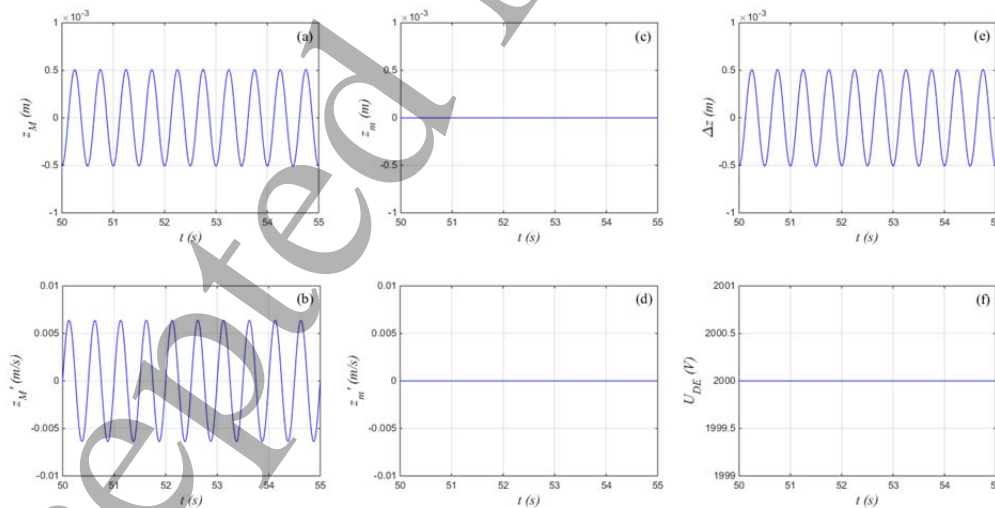 ×10⁻³
1
(a)
0.5
z_M (m)
0
-0.5
-1
50 51 52 53 54 55
t (s)
×10⁻³
1
(c)
0.5
z_m (m)
0
-0.5
-1
50 51 52 53 54 55
t (s)
×10⁻³
1
(e)
0.5
Δz (m)
0
-0.5
-1
50 51 52 53 54 55
t (s)
0.01
(b)
0.005
z_M' (m/s)
0
-0.005
-0.01
50 51 52 53 54 55
t (s)
0.01
(d)
0.005
z_m' (m/s)
0
-0.005
-0.01
50 51 52 53 54 55
t (s)
2001
(f)
2000.5
U_DE (V)
2000
1999.5
1999
50 51 52 53 54 55
t (s)
epted